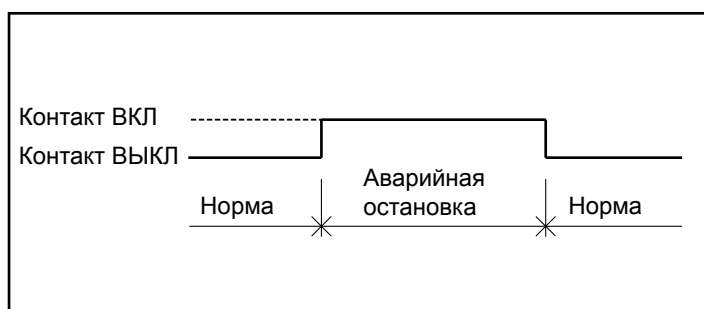 Контакт ВКЛ
Контакт ВЫКЛ
Норма
Аварийная
остановка
Норма